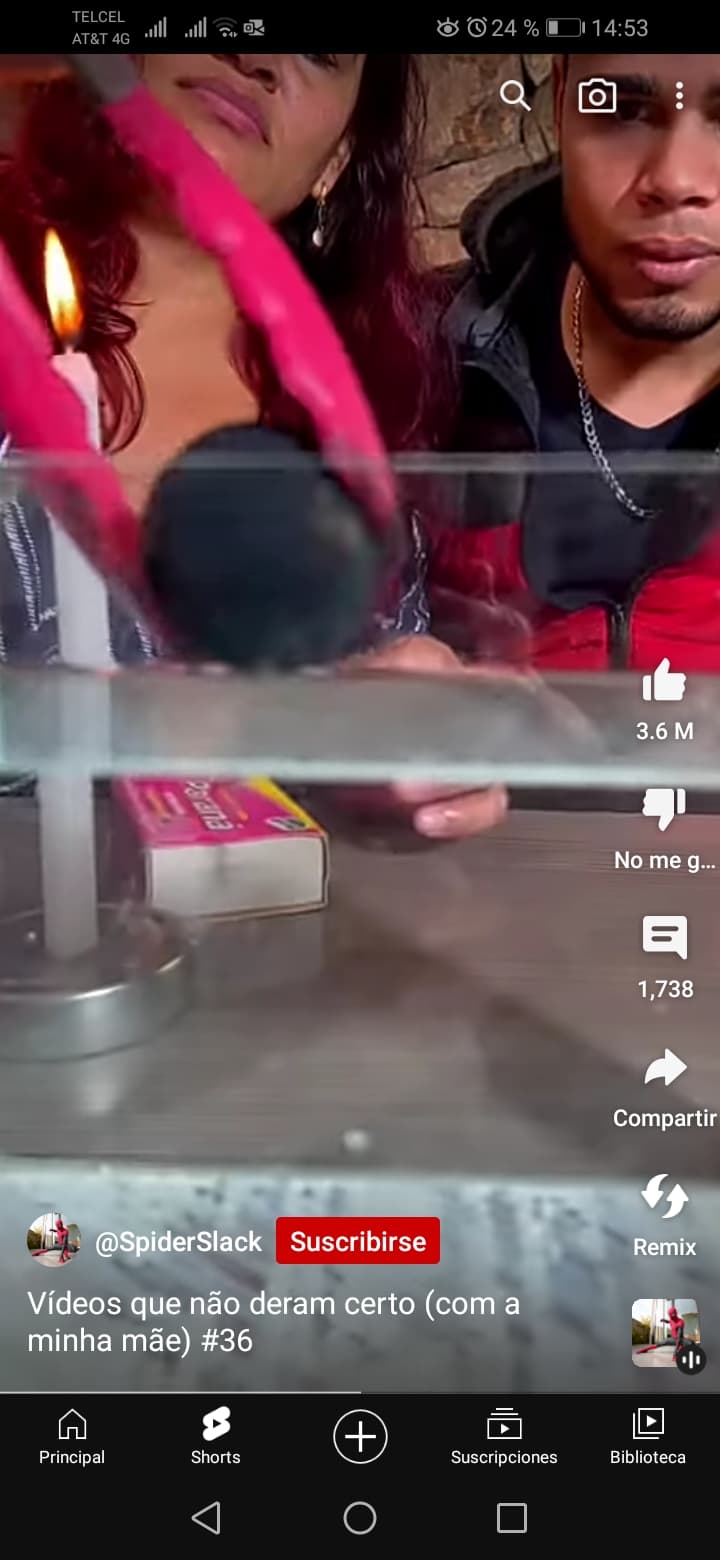 TELCEL
AT&T 4G
24 %
14:53
3.6 M
No me g...
1,738
Compartir
Remix
@SpiderSlack
Suscribirse
Vídeos que não deram certo (com a
minha mãe) #36
Principal
Shorts
Suscripciones
Biblioteca